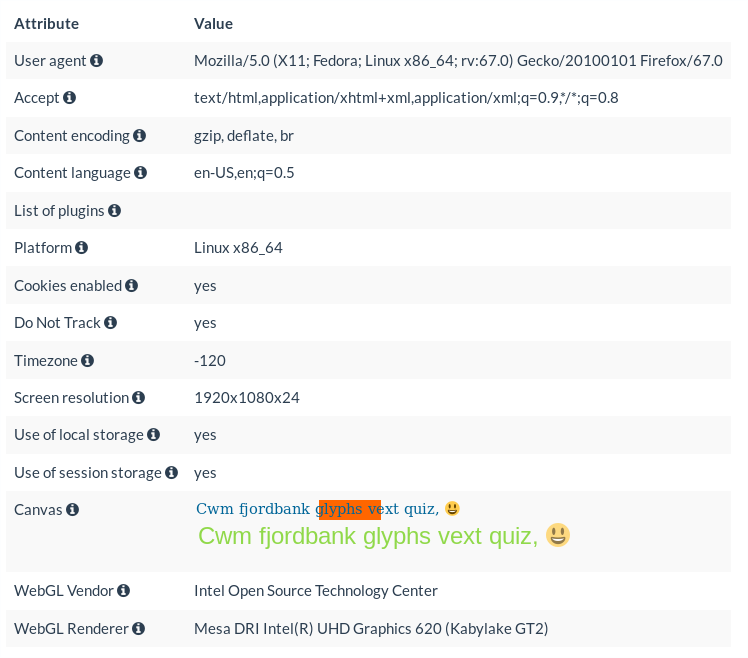 Attribute Value
User agent Mozilla/5.0 (X11; Fedora; Linux x86_64; rv:67.0) Gecko/20100101 Firefox/67.0
Accept text/html,application/xhtml+xml,application/xml;q=0.9,*/*;q=0.8
Content encoding gzip, deflate, br
Content language en-US,en;q=0.5
List of plugins
Platform Linux x86_64
Cookies enabled yes
Do Not Track yes
Timezone -120
Screen resolution 1920x1080x24
Use of local storage yes
Use of session storage yes
Canvas Cwm fjordbank glyphs vext quiz, 😃
Cwm fjordbank glyphs vext quiz, 😃
WebGL Vendor Intel Open Source Technology Center
WebGL Renderer Mesa DRI Intel(R) UHD Graphics 620 (Kabylake GT2)